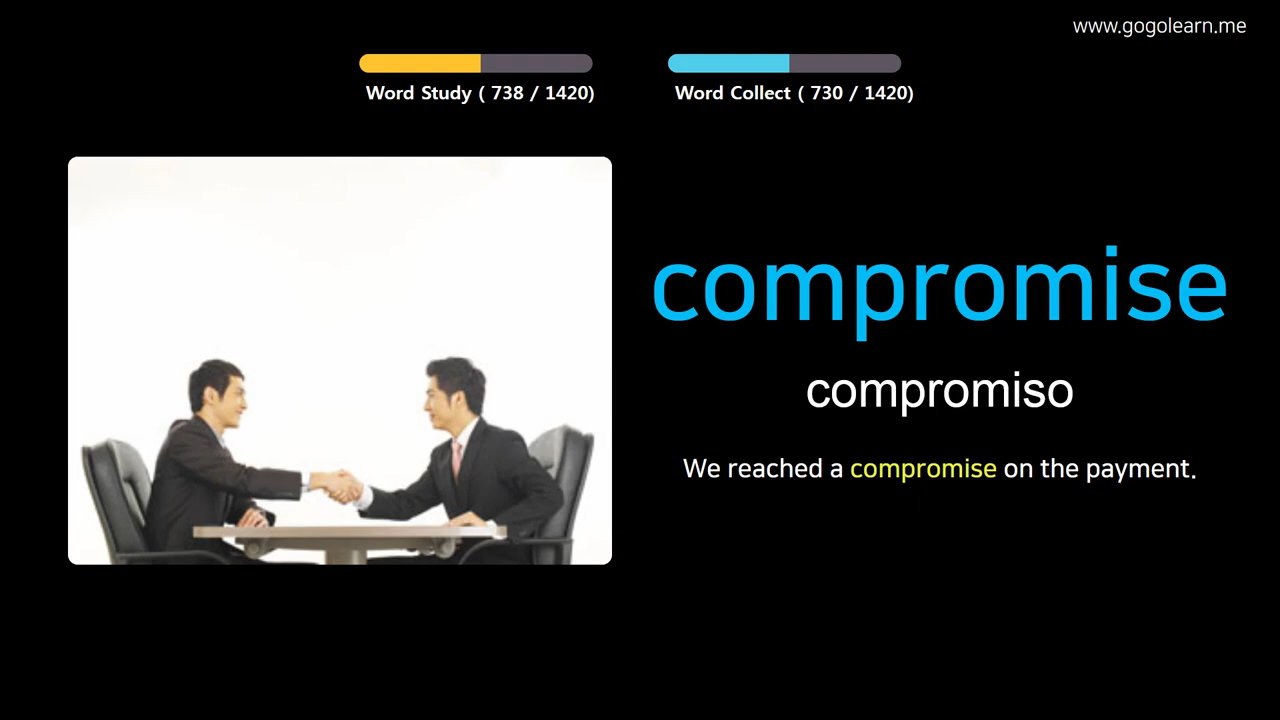 www.gogolearn.me
Word Study ( 738 / 1420)
Word Collect ( 730 / 1420)
compromise
compromiso
We reached a compromise on the payment.